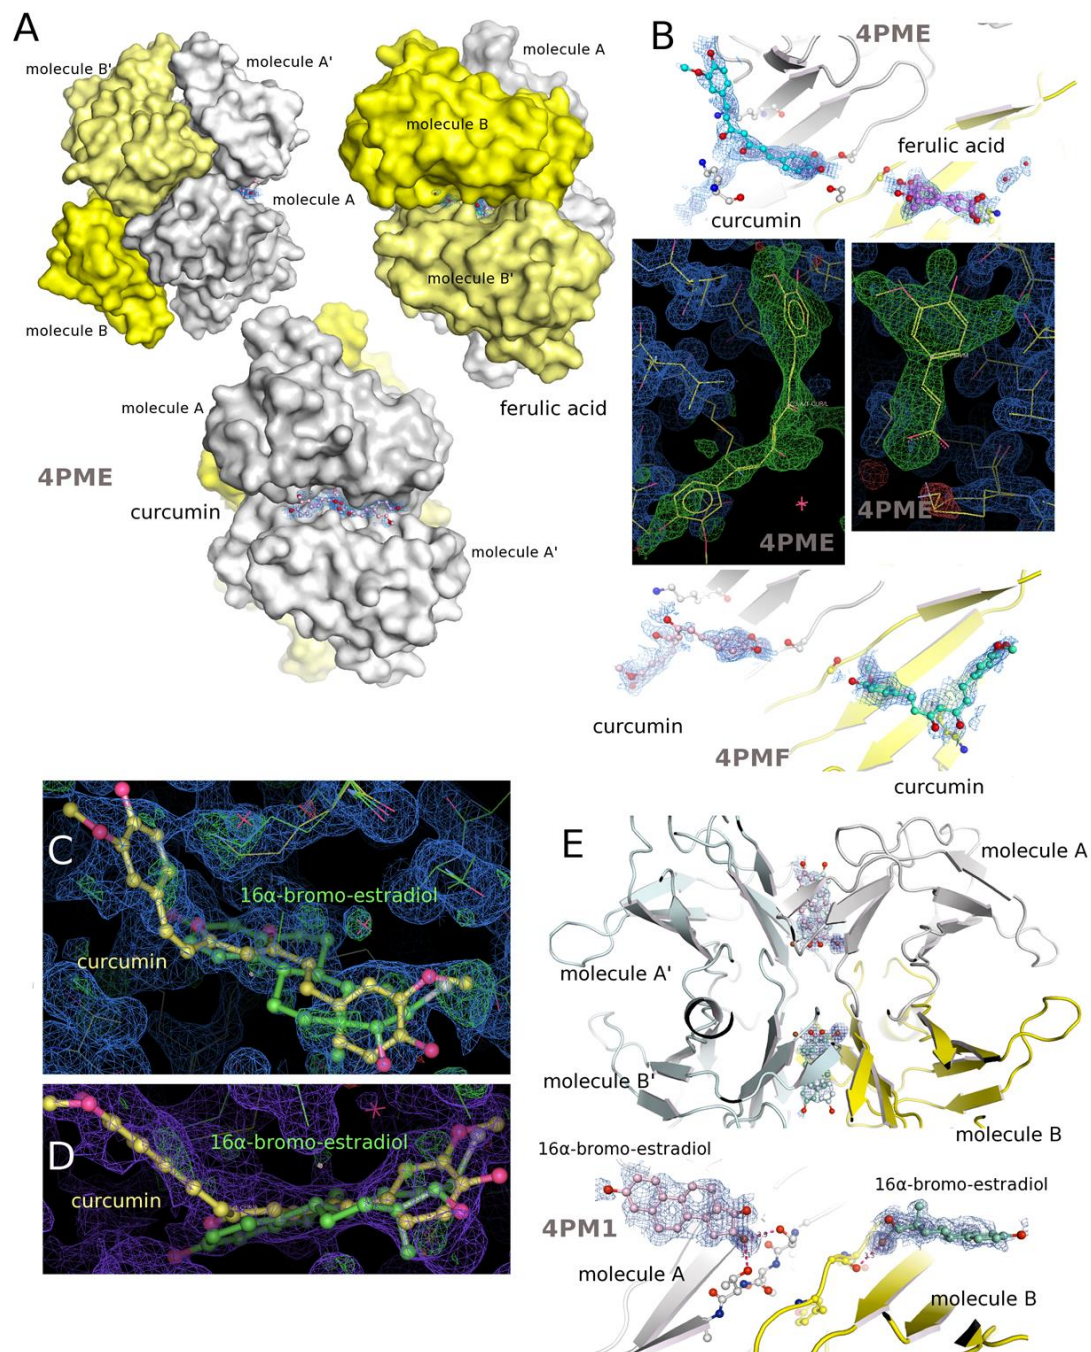 A
molecule B'
molecule A'
molecule A
molecule B
molecule A
molecule B
molecule B'
ferulic acid
molecule A
4PME
curcumin
molecule A'
B
4PME
ferulic acid
curcumin
4PME
4PME
curcumin
4PMF
curcumin
C
16α-bromo-estradiol
curcumin
D
16α-bromo-estradiol
curcumin
E
molecule A
molecule A'
molecule B'
molecule B
16α-bromo-estradiol
4PM1
molecule A
16α-bromo-estradiol
molecule B